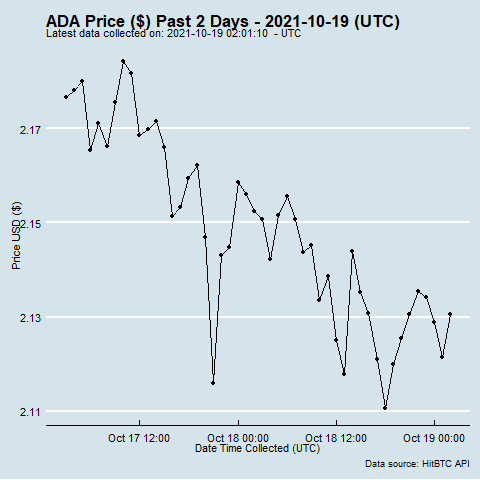 ADA Price ($) Past 2 Days - 2021-10-19 (UTC)
Latest data collected on: 2021-10-19 02:01:10 - UTC
2.17
2.15
2.13
2.11
Price USD ($)
Oct 17 12:00
Oct 18 00:00
Oct 18 12:00
Oct 19 00:00
Date Time Collected (UTC)
Data source: HitBTC API